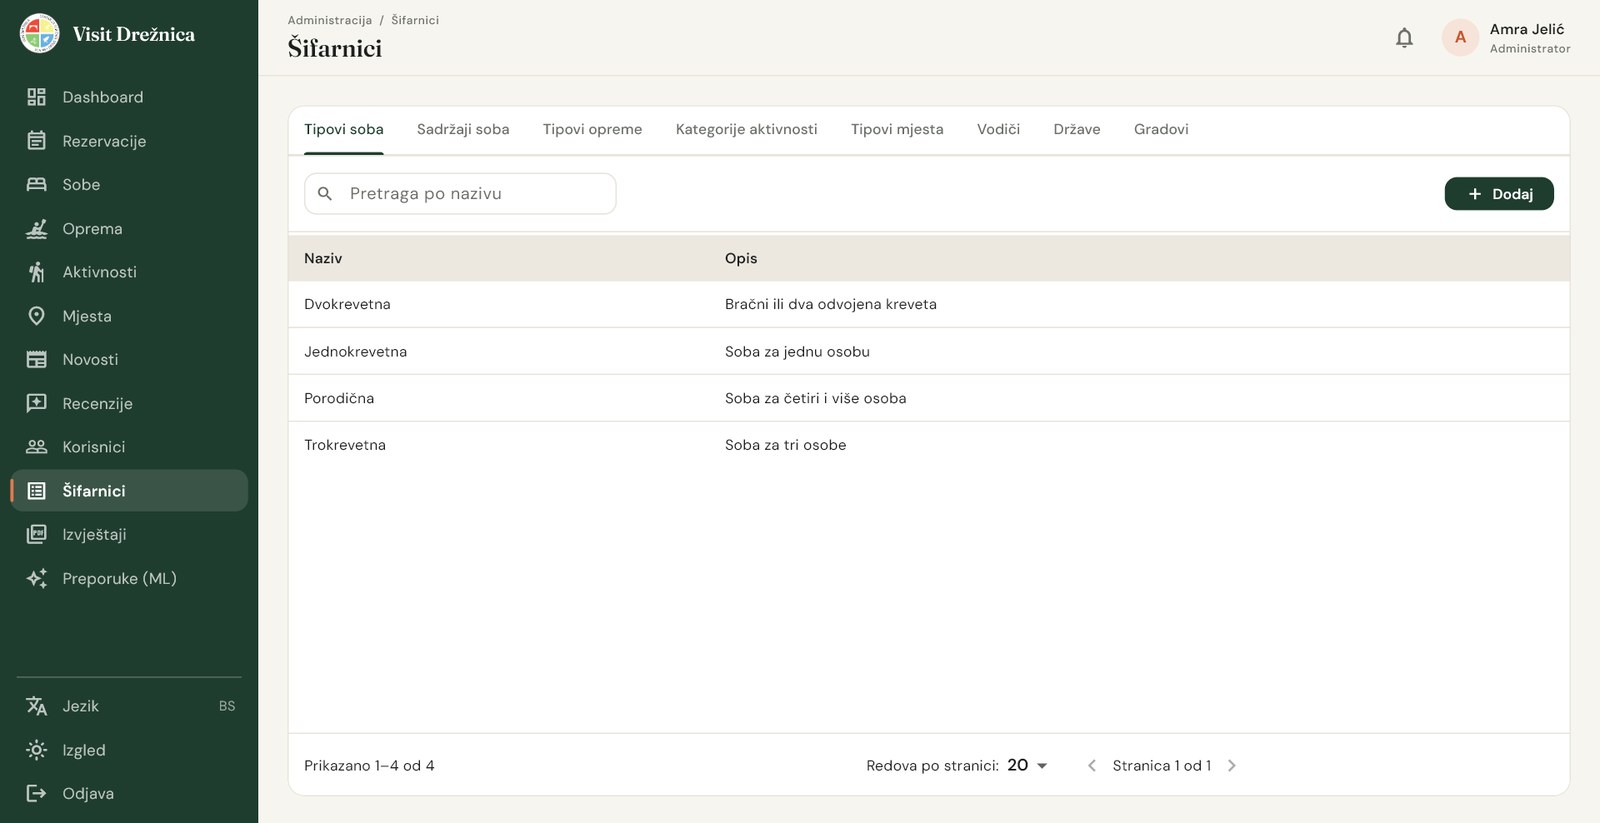 Visit Drežnica
Dashboard
Rezervacije
Sobe
Oprema
Aktivnosti
Mjesta
Novosti
Recenzije
Korisnici
Šifarnici
Izvještaji
Preporuke (ML)
Jezik BS
Izgled
Odjava
Administracija / Šifarnici
Šifarnici
A
Amra Jelić
Administrator
Tipovi soba Sadržaji soba Tipovi opreme Kategorije aktivnosti Tipovi mjesta Vodiči Države Gradovi
Pretraga po nazivu
+ Dodaj
Naziv Opis
Dvokrevetna Bračni ili dva odvojena kreveta
Jednokrevetna Soba za jednu osobu
Porodična Soba za četiri i više osoba
Trokrevetna Soba za tri osobe
Prikazano 1–4 od 4 Redova po stranici: 20 Stranica 1 od 1